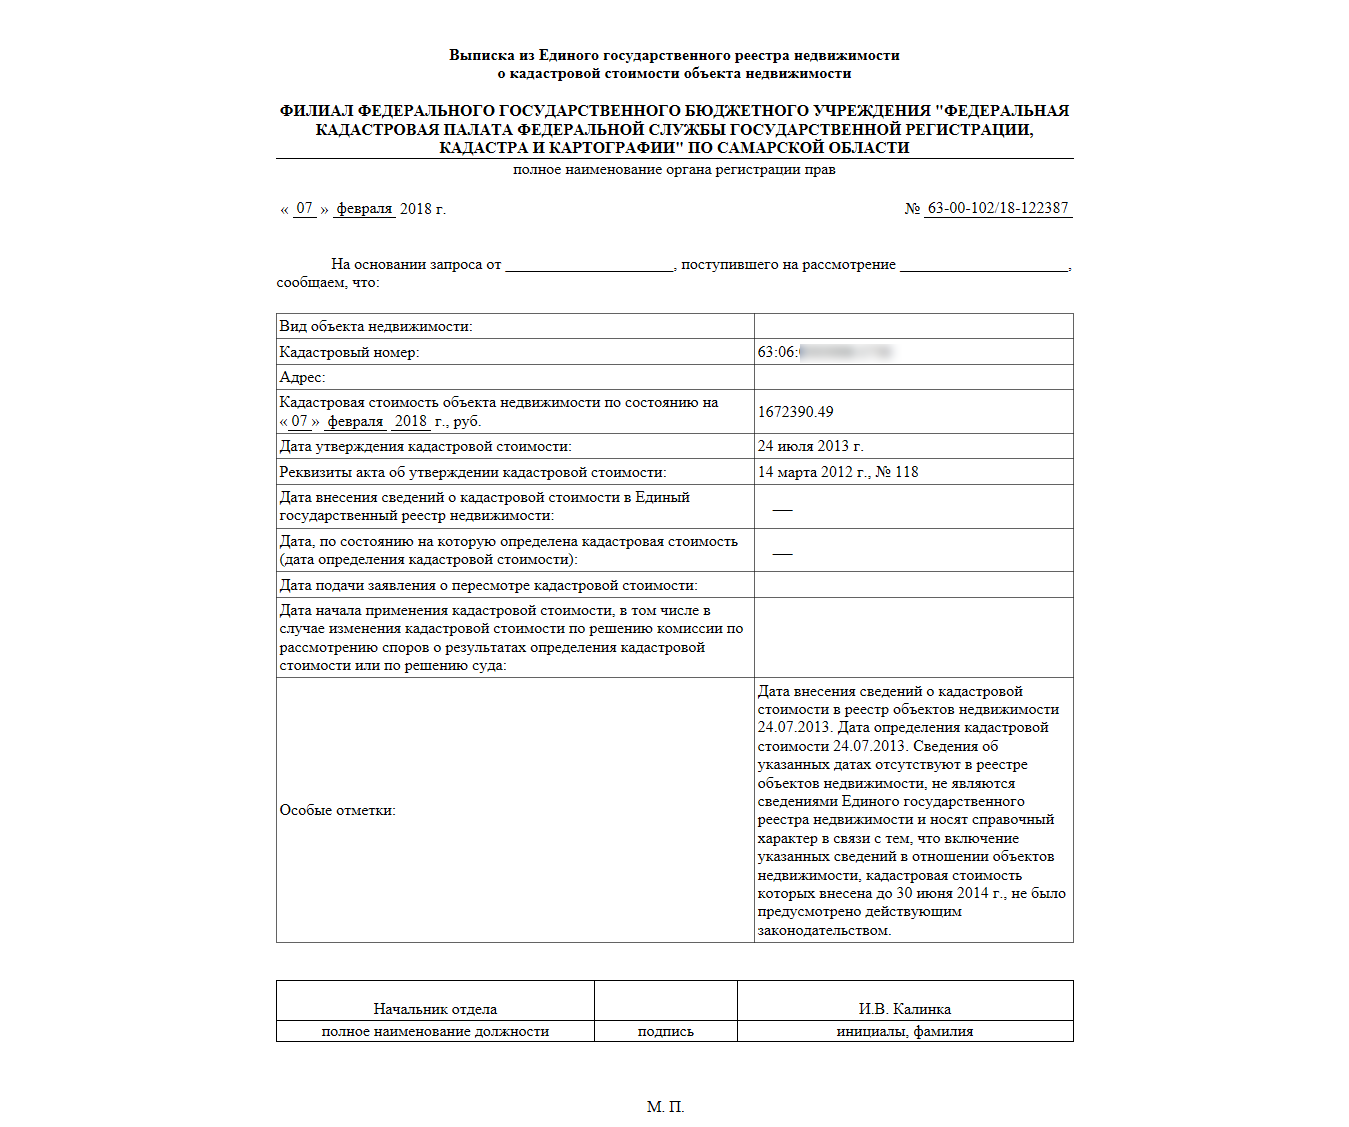 Выписка из Единого государственного реестра недвижимости
о кадастровой стоимости объекта недвижимости
ФИЛИАЛ ФЕДЕРАЛЬНОГО ГОСУДАРСТВЕННОГО БЮДЖЕТНОГО УЧРЕЖДЕНИЯ "ФЕДЕРАЛЬНАЯ
КАДАСТРОВАЯ ПАЛАТА ФЕДЕРАЛЬНОЙ СЛУЖБЫ ГОСУДАРСТВЕННОЙ РЕГИСТРАЦИИ,
КАДАСТРА И КАРТОГРАФИИ" ПО САМАРСКОЙ ОБЛАСТИ
полное наименование органа регистрации прав
« 07 » февраля 2018 г. № 63-00-102/18-122387
На основании запроса от _____________________, поступившего на рассмотрение _____________________,
сообщаем, что:
Вид объекта недвижимости:
Кадастровый номер: 63:06:
Адрес:
Кадастровая стоимость объекта недвижимости по состоянию на
« 07 » февраля 2018 г., руб.
1672390.49
Дата утверждения кадастровой стоимости: 24 июля 2013 г.
Реквизиты акта об утверждении кадастровой стоимости: 14 марта 2012 г., № 118
Дата внесения сведений о кадастровой стоимости в Единый
государственный реестр недвижимости:
__
Дата, по состоянию на которую определена кадастровая стоимость
(дата определения кадастровой стоимости):
__
Дата подачи заявления о пересмотре кадастровой стоимости:
Дата начала применения кадастровой стоимости, в том числе в
случае изменения кадастровой стоимости по решению комиссии по
рассмотрению споров о результатах определения кадастровой
стоимости или по решению суда:
Особые отметки:
Дата внесения сведений о кадастровой
стоимости в реестр объектов недвижимости
24.07.2013. Дата определения кадастровой
стоимости 24.07.2013. Сведения об
указанных датах отсутствуют в реестре
объектов недвижимости, не являются
сведениями Единого государственного
реестра недвижимости и носят справочный
характер в связи с тем, что включение
указанных сведений в отношении объектов
недвижимости, кадастровая стоимость
которых внесена до 30 июня 2014 г., не было
предусмотрено действующим
законодательством.
Начальник отдела И.В. Калинка
полное наименование должности подпись инициалы, фамилия
М. П.